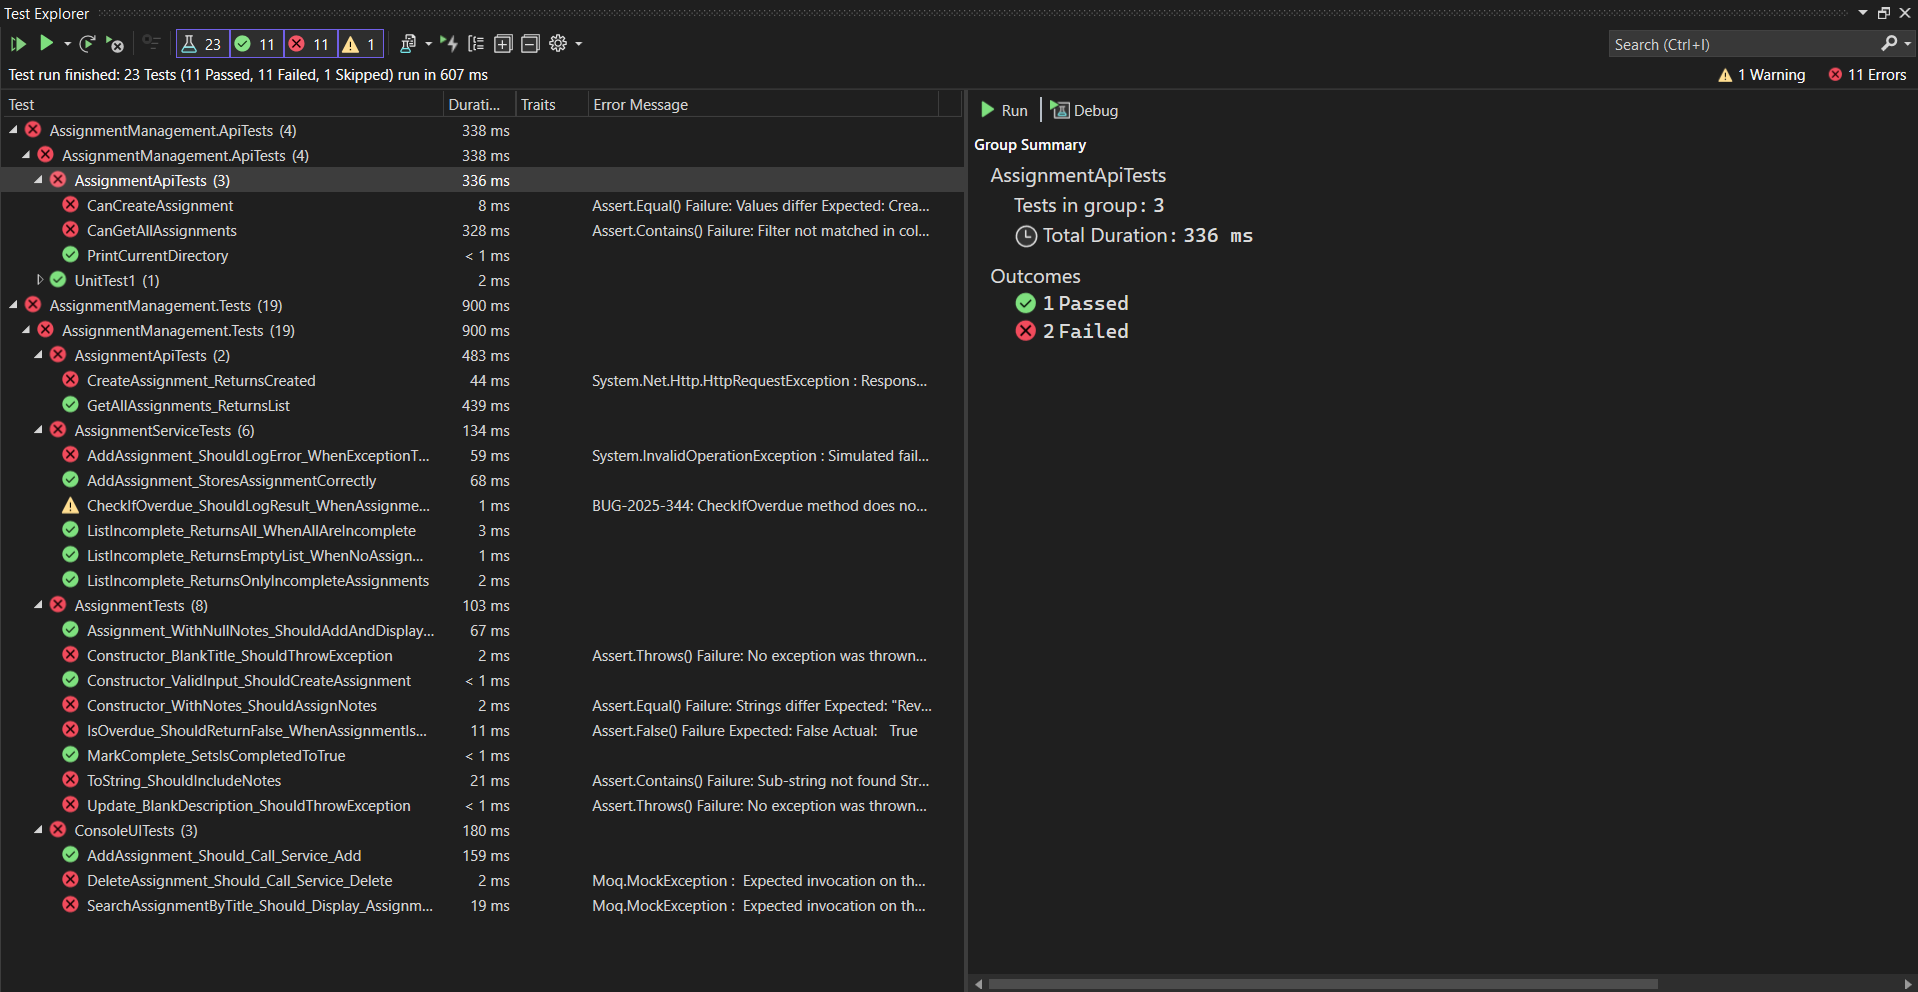 Test Explorer
23 11 11 1
Search (Ctrl+I)
Test run finished: 23 Tests (11 Passed, 11 Failed, 1 Skipped) run in 607 ms
1 Warning 11 Errors
Test Durati... Traits Error Message
AssignmentManagement.ApiTests (4) 338 ms
AssignmentManagement.ApiTests (4) 338 ms
AssignmentApiTests (3) 336 ms
CanCreateAssignment 8 ms Assert.Equal() Failure: Values differ Expected: Crea...
CanGetAllAssignments 328 ms Assert.Contains() Failure: Filter not matched in col...
PrintCurrentDirectory < 1 ms
UnitTest1 (1) 2 ms
AssignmentManagement.Tests (19) 900 ms
AssignmentManagement.Tests (19) 900 ms
AssignmentApiTests (2) 483 ms
CreateAssignment_ReturnsCreated 44 ms System.Net.Http.HttpRequestException : Respons...
GetAllAssignments_ReturnsList 439 ms
AssignmentServiceTests (6) 134 ms
AddAssignment_ShouldLogError_WhenExceptionT... 59 ms System.InvalidOperationException : Simulated fail...
AddAssignment_StoresAssignmentCorrectly 68 ms
CheckIfOverdue_ShouldLogResult_WhenAssignme... 1 ms BUG-2025-344: CheckIfOverdue method does no...
ListIncomplete_ReturnsAll_WhenAllAreIncomplete 3 ms
ListIncomplete_ReturnsEmptyList_WhenNoAssign... 1 ms
ListIncomplete_ReturnsOnlyIncompleteAssignments 2 ms
AssignmentTests (8) 103 ms
Assignment_WithNullNotes_ShouldAddAndDisplay... 67 ms
Constructor_BlankTitle_ShouldThrowException 2 ms Assert.Throws() Failure: No exception was thrown...
Constructor_ValidInput_ShouldCreateAssignment < 1 ms
Constructor_WithNotes_ShouldAssignNotes 2 ms Assert.Equal() Failure: Strings differ Expected: "Rev...
IsOverdue_ShouldReturnFalse_WhenAssignmentIs... 11 ms Assert.False() Failure Expected: False Actual: True
MarkComplete_SetsIsCompletedToTrue < 1 ms
ToString_ShouldIncludeNotes 21 ms Assert.Contains() Failure: Sub-string not found Str...
Update_BlankDescription_ShouldThrowException < 1 ms Assert.Throws() Failure: No exception was thrown...
ConsoleUITests (3) 180 ms
AddAssignment_Should_Call_Service_Add 159 ms
DeleteAssignment_Should_Call_Service_Delete 2 ms Moq.MockException : Expected invocation on th...
SearchAssignmentByTitle_Should_Display_Assignm... 19 ms Moq.MockException : Expected invocation on th...
Run Debug
Group Summary
AssignmentApiTests
Tests in group: 3
Total Duration: 336 ms
Outcomes
1 Passed
2 Failed